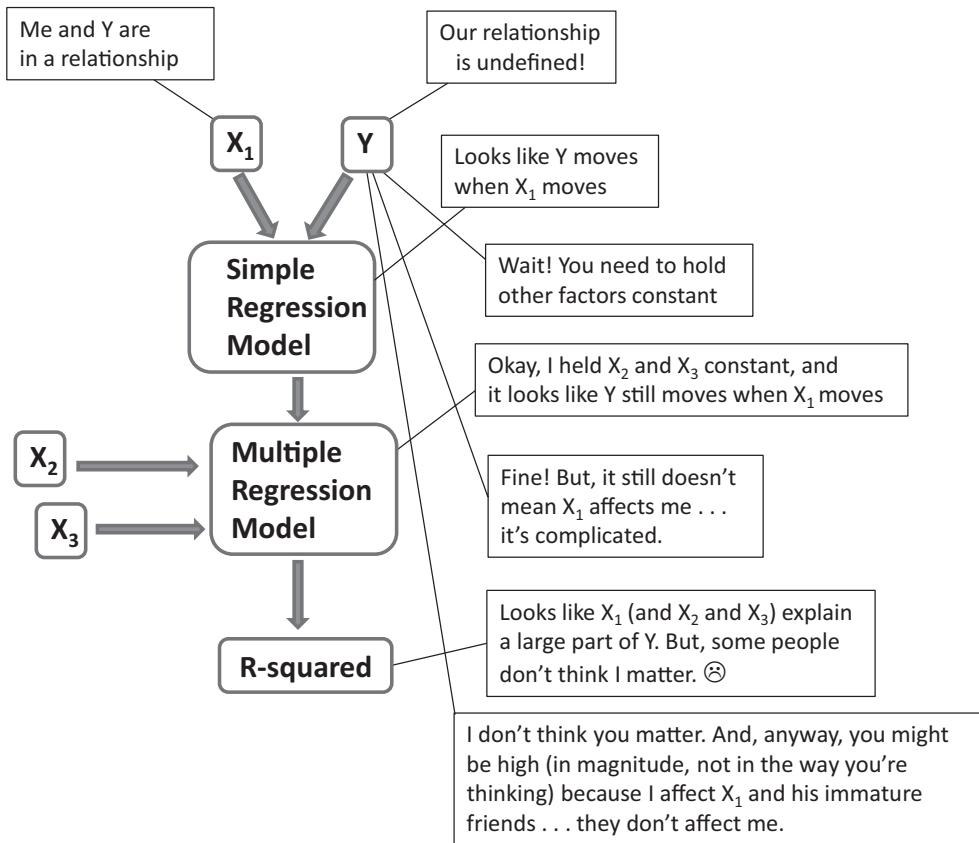 Me and Y are
in a relationship
Our relationship
is undefined!
X₁
Y
Looks like Y moves
when X₁ moves
Simple
Regression
Model
Wait! You need to hold
other factors constant
Okay, I held X₂ and X₃ constant, and
it looks like Y still moves when X₁ moves
X₂
X₃
Multiple
Regression
Model
Fine! But, it still doesn’t
mean X₁ affects me . . .
it’s complicated.
R-squared
Looks like X₁ (and X₂ and X₃) explain
a large part of Y. But, some people
don’t think I matter. ☹
I don’t think you matter. And, anyway, you might
be high (in magnitude, not in the way you’re
thinking) because I affect X₁ and his immature
friends . . . they don’t affect me.